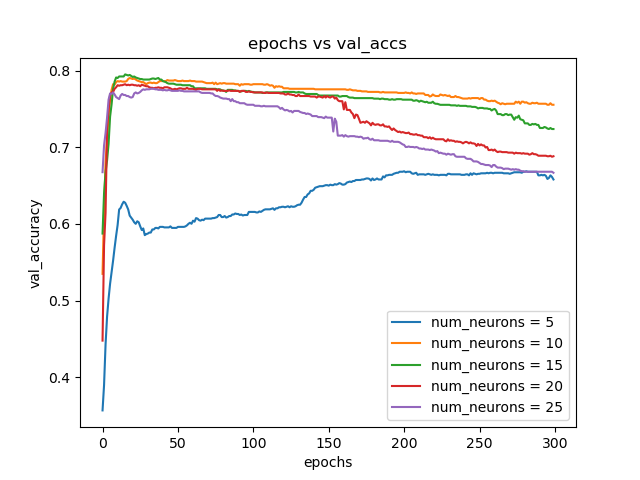 epochs vs val_accs
val_accuracy
0.8
0.7
0.6
0.5
0.4
num_neurons = 5
num_neurons = 10
num_neurons = 15
num_neurons = 20
num_neurons = 25
0 50 100 150 200 250 300
epochs